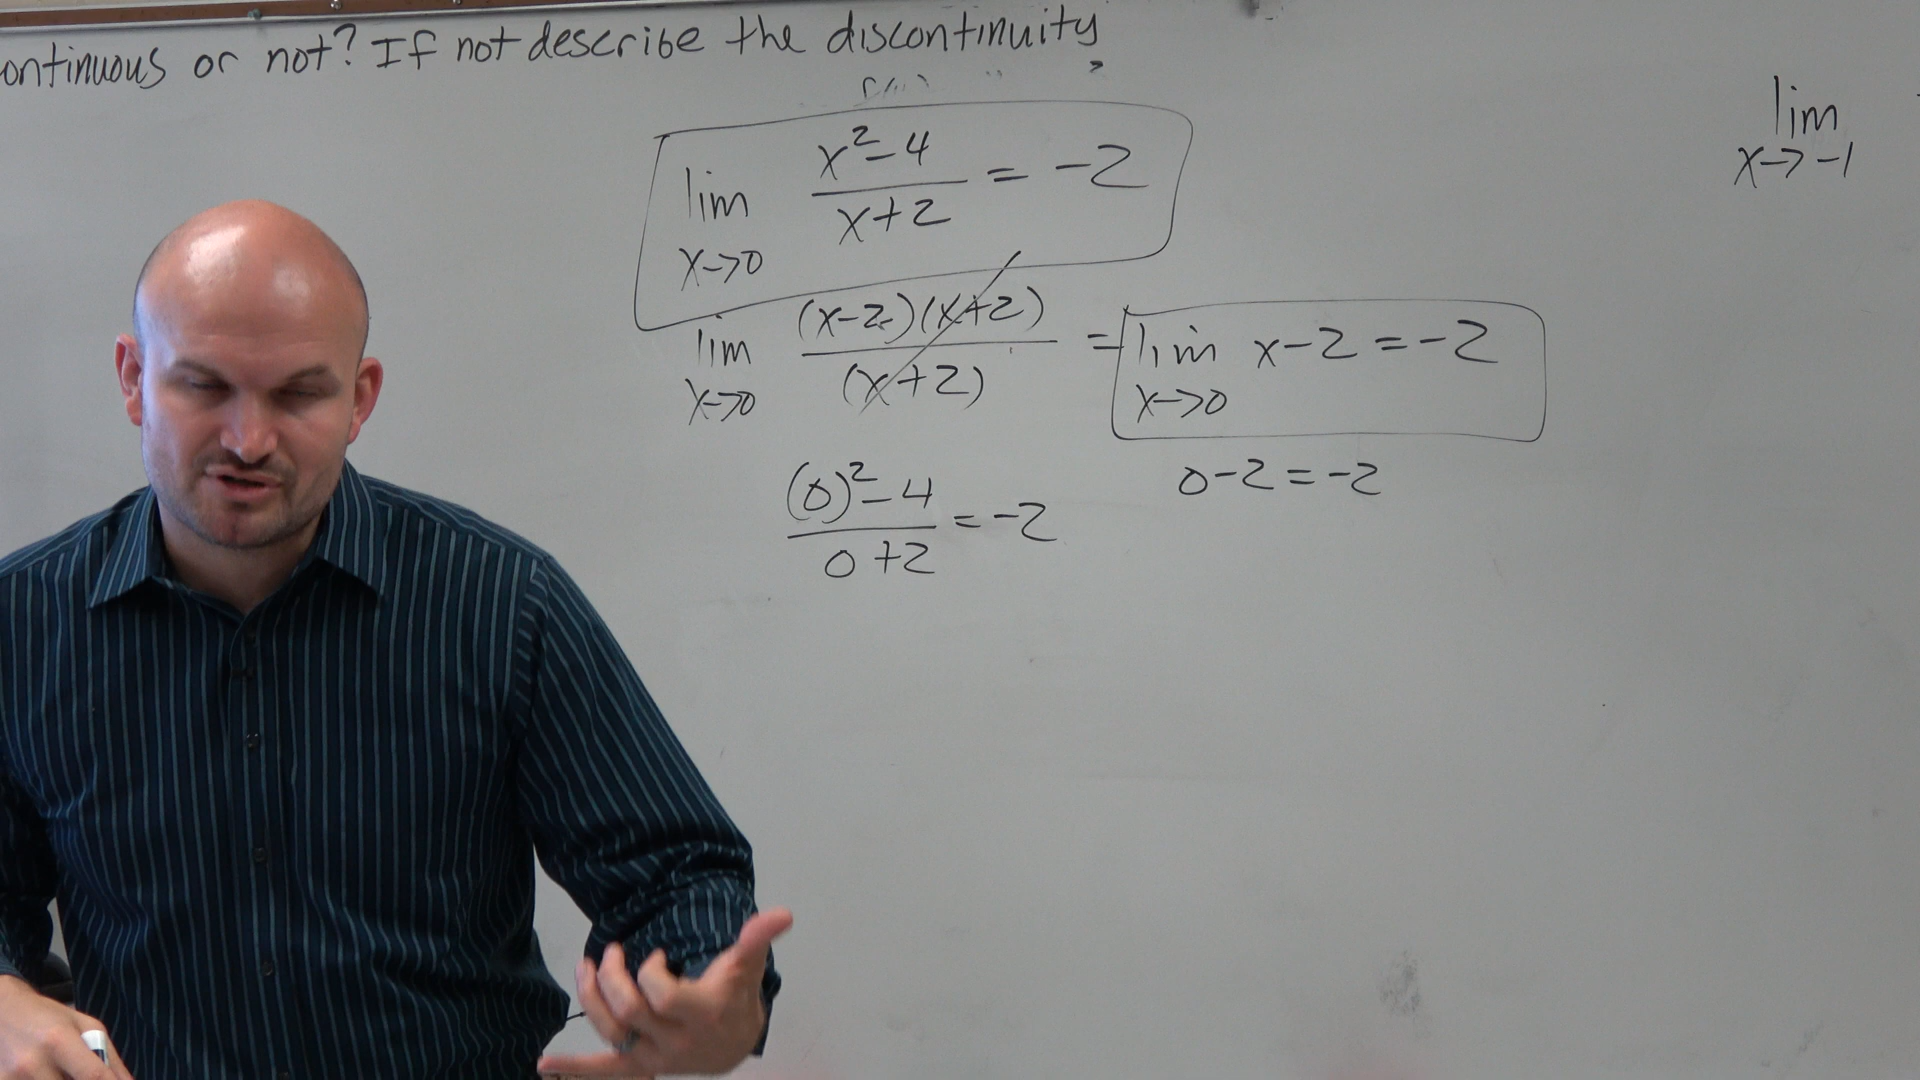 ontinuous or not? If not describe the discontinuity
lim x→0 x²-4 / x+2 = -2
lim x→0 (x-2)(x+2) / (x+2) = lim x→0 x-2 = -2
(0)²-4 / 0+2 = -2
0-2 = -2
lim x→-1